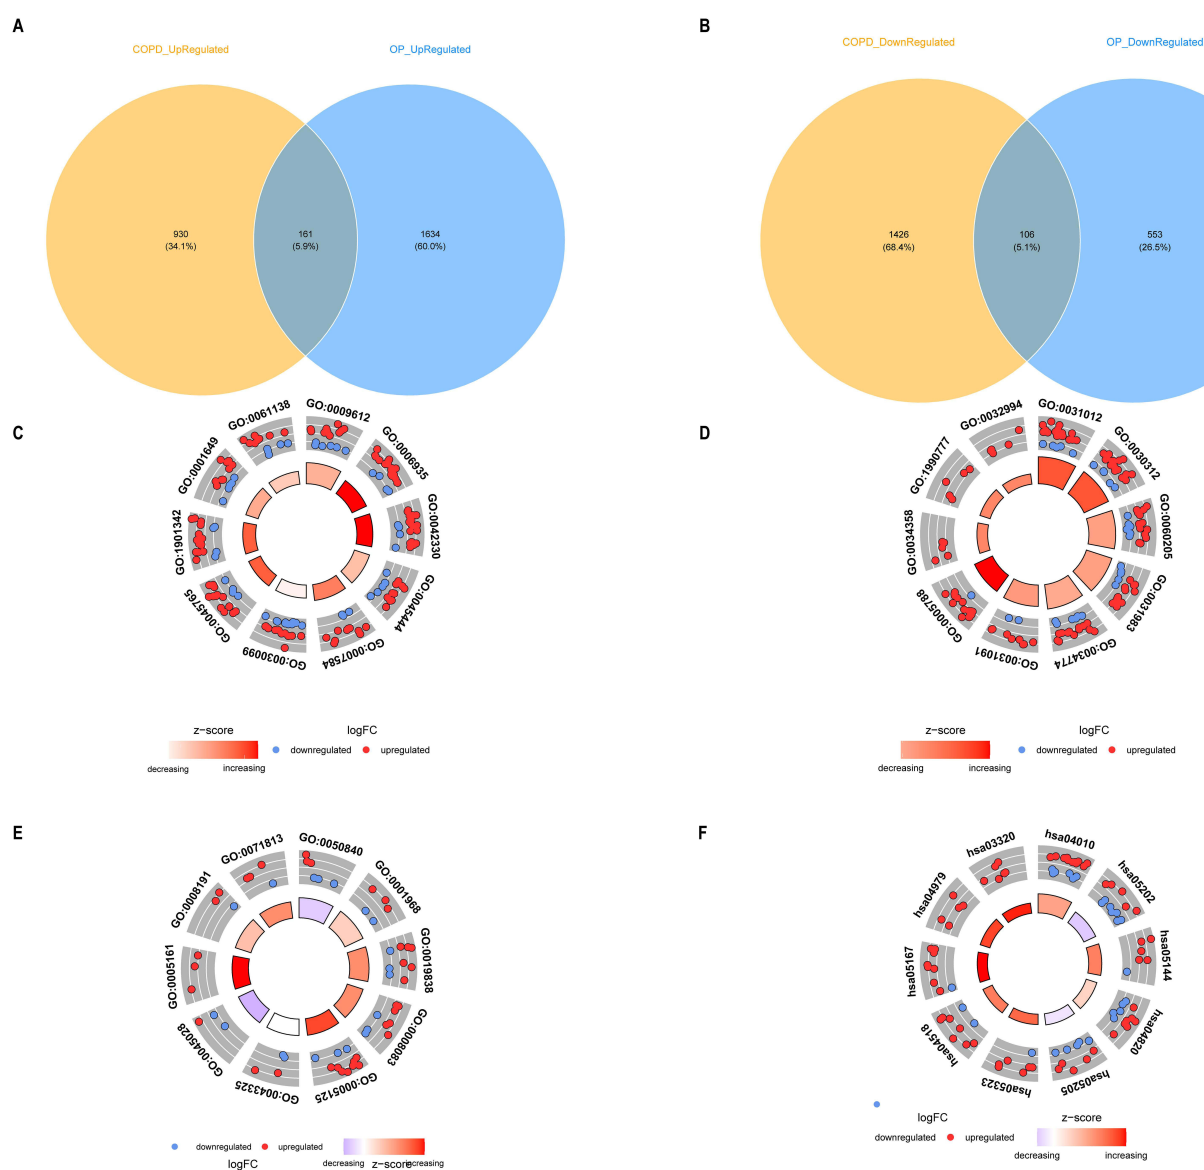 A
B
COPD_UpRegulated
OP_UpRegulated
COPD_DownRegulated
OP_DownRegulated
930
(34.1%)
161
(5.9%)
1634
(60.0%)
1426
(68.4%)
106
(5.1%)
553
(26.5%)
C
GO:0009612
GO:0006935
GO:0042330
GO:0045444
GO:0007584
GO:0030099
GO:0045765
GO:1901342
GO:0001649
GO:0061138
z-score
decreasing
increasing
logFC
downregulated
upregulated
D
GO:0031012
GO:0030312
GO:0060205
GO:0031983
GO:0034774
GO:0031091
GO:0005788
GO:0034358
GO:1990777
GO:0032994
z-score
decreasing
increasing
logFC
downregulated
upregulated
E
GO:0050840
GO:0001968
GO:0019838
GO:0008083
GO:0005125
GO:0043325
GO:0045028
GO:0005161
GO:0008191
GO:0071813
downregulated
upregulated
logFC
decreasing
z-score
increasing
F
hsa04010
hsa05202
hsa05144
hsa04820
hsa05205
hsa05323
hsa04518
hsa05167
hsa04979
hsa03320
logFC
downregulated
upregulated
z-score
decreasing
increasing